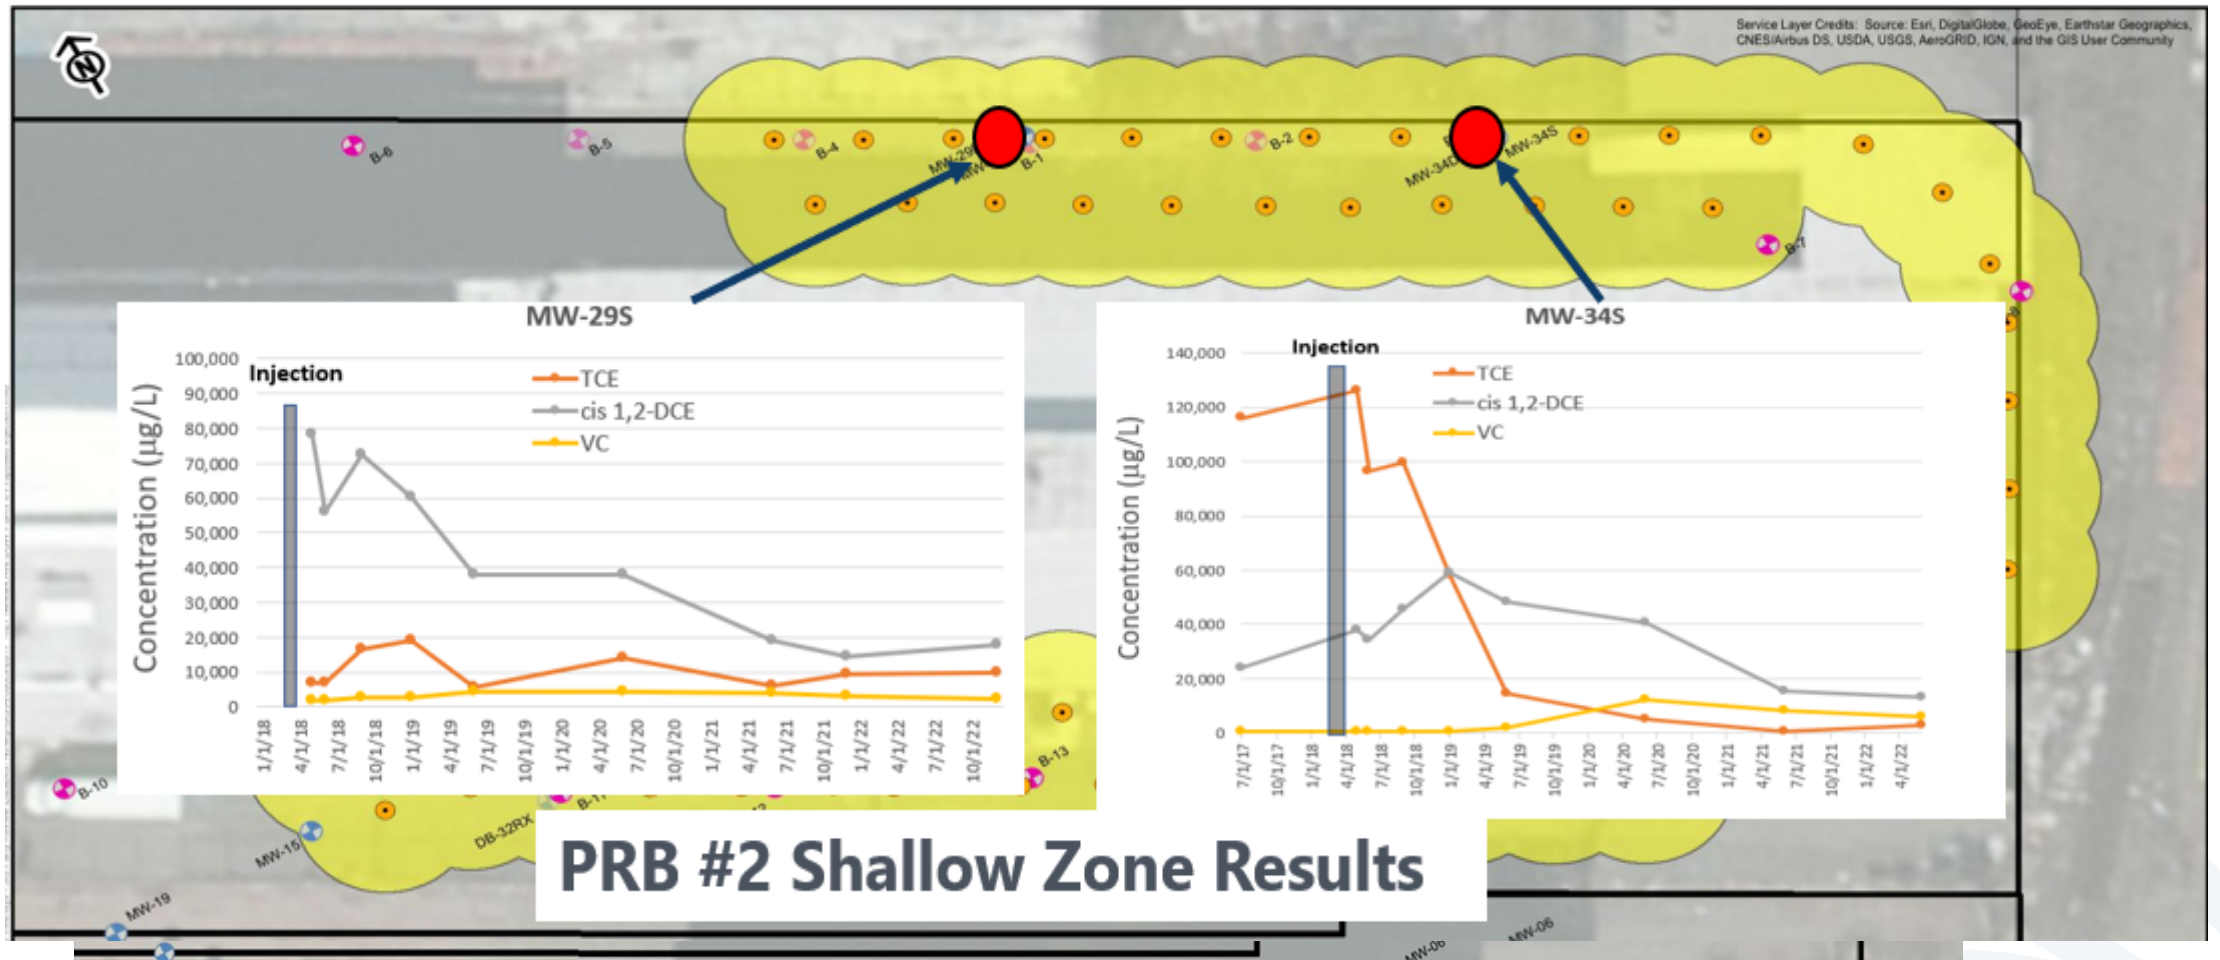 Service Layer Credits: Source: Esri, DigitalGlobe, GeoEye, Earthstar Geographics,
CNES/Airbus DS, USDA, USGS, AeroGRID, IGN, and the GIS User Community
N
B-6
B-5
B-4
MW-29
B-1
B-2
MW-34D
MW-34S
B-7
MW-29S
100,000
90,000
80,000
70,000
60,000
50,000
40,000
30,000
20,000
10,000
0
Concentration (µg/L)
Injection
TCE
cis 1,2-DCE
VC
1/1/18
4/1/18
7/1/18
10/1/18
1/1/19
4/1/19
7/1/19
10/1/19
1/1/20
4/1/20
7/1/20
10/1/20
1/1/21
4/1/21
7/1/21
10/1/21
1/1/22
4/1/22
7/1/22
10/1/22
MW-34S
140,000
120,000
100,000
80,000
60,000
40,000
20,000
0
Concentration (µg/L)
Injection
TCE
cis 1,2-DCE
VC
7/1/17
10/1/17
1/1/18
4/1/18
7/1/18
10/1/18
1/1/19
4/1/19
7/1/19
10/1/19
1/1/20
4/1/20
7/1/20
10/1/20
1/1/21
4/1/21
7/1/21
10/1/21
1/1/22
4/1/22
B-10
B-13
MW-15
DB-32RX
MW-19
PRB #2 Shallow Zone Results
MW-06
MW-06